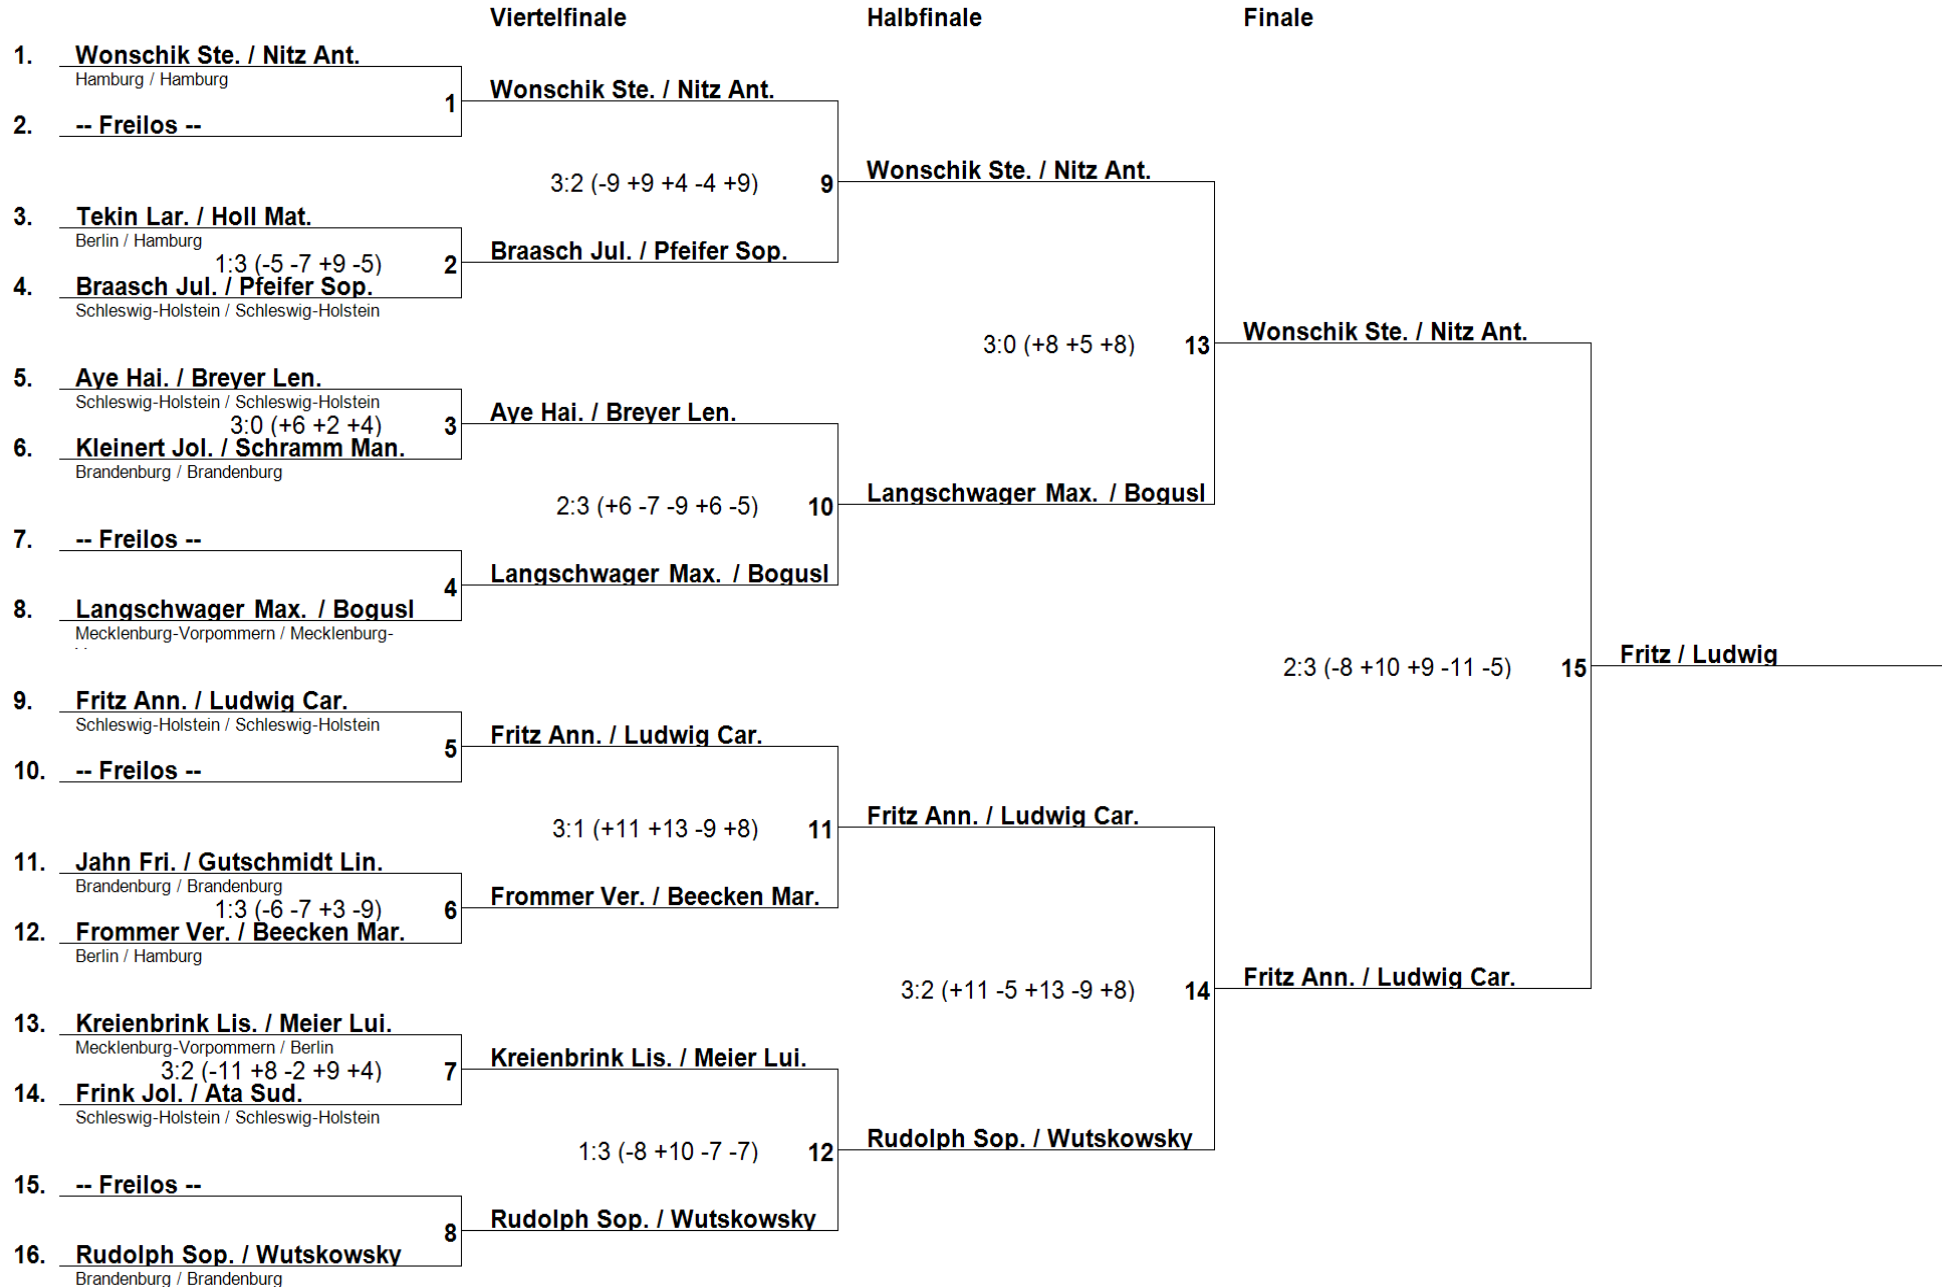 Viertelfinale Halbfinale Finale
1. Wonschik Ste. / Nitz Ant.
Hamburg / Hamburg
1 Wonschik Ste. / Nitz Ant.
2. -- Freilos --
3:2 (-9 +9 +4 -4 +9) 9 Wonschik Ste. / Nitz Ant.
3. Tekin Lar. / Holl Mat.
Berlin / Hamburg
1:3 (-5 -7 +9 -5) 2 Braasch Jul. / Pfeifer Sop.
4. Braasch Jul. / Pfeifer Sop.
Schleswig-Holstein / Schleswig-Holstein
3:0 (+8 +5 +8) 13 Wonschik Ste. / Nitz Ant.
5. Aye Hai. / Breyer Len.
Schleswig-Holstein / Schleswig-Holstein
3:0 (+6 +2 +4) 3 Aye Hai. / Breyer Len.
6. Kleinert Jol. / Schramm Man.
Brandenburg / Brandenburg
2:3 (+6 -7 -9 +6 -5) 10 Langschwager Max. / Bogusl
7. -- Freilos --
4 Langschwager Max. / Bogusl
8. Langschwager Max. / Bogusl
Mecklenburg-Vorpommern / Mecklenburg-
2:3 (-8 +10 +9 -11 -5) 15 Fritz / Ludwig
9. Fritz Ann. / Ludwig Car.
Schleswig-Holstein / Schleswig-Holstein
5 Fritz Ann. / Ludwig Car.
10. -- Freilos --
3:1 (+11 +13 -9 +8) 11 Fritz Ann. / Ludwig Car.
11. Jahn Fri. / Gutschmidt Lin.
Brandenburg / Brandenburg
1:3 (-6 -7 +3 -9) 6 Frommer Ver. / Beecken Mar.
12. Frommer Ver. / Beecken Mar.
Berlin / Hamburg
3:2 (+11 -5 +13 -9 +8) 14 Fritz Ann. / Ludwig Car.
13. Kreienbrink Lis. / Meier Lui.
Mecklenburg-Vorpommern / Berlin
3:2 (-11 +8 -2 +9 +4) 7 Kreienbrink Lis. / Meier Lui.
14. Frink Jol. / Ata Sud.
Schleswig-Holstein / Schleswig-Holstein
1:3 (-8 +10 -7 -7) 12 Rudolph Sop. / Wutskowsky
15. -- Freilos --
8 Rudolph Sop. / Wutskowsky
16. Rudolph Sop. / Wutskowsky
Brandenburg / Brandenburg